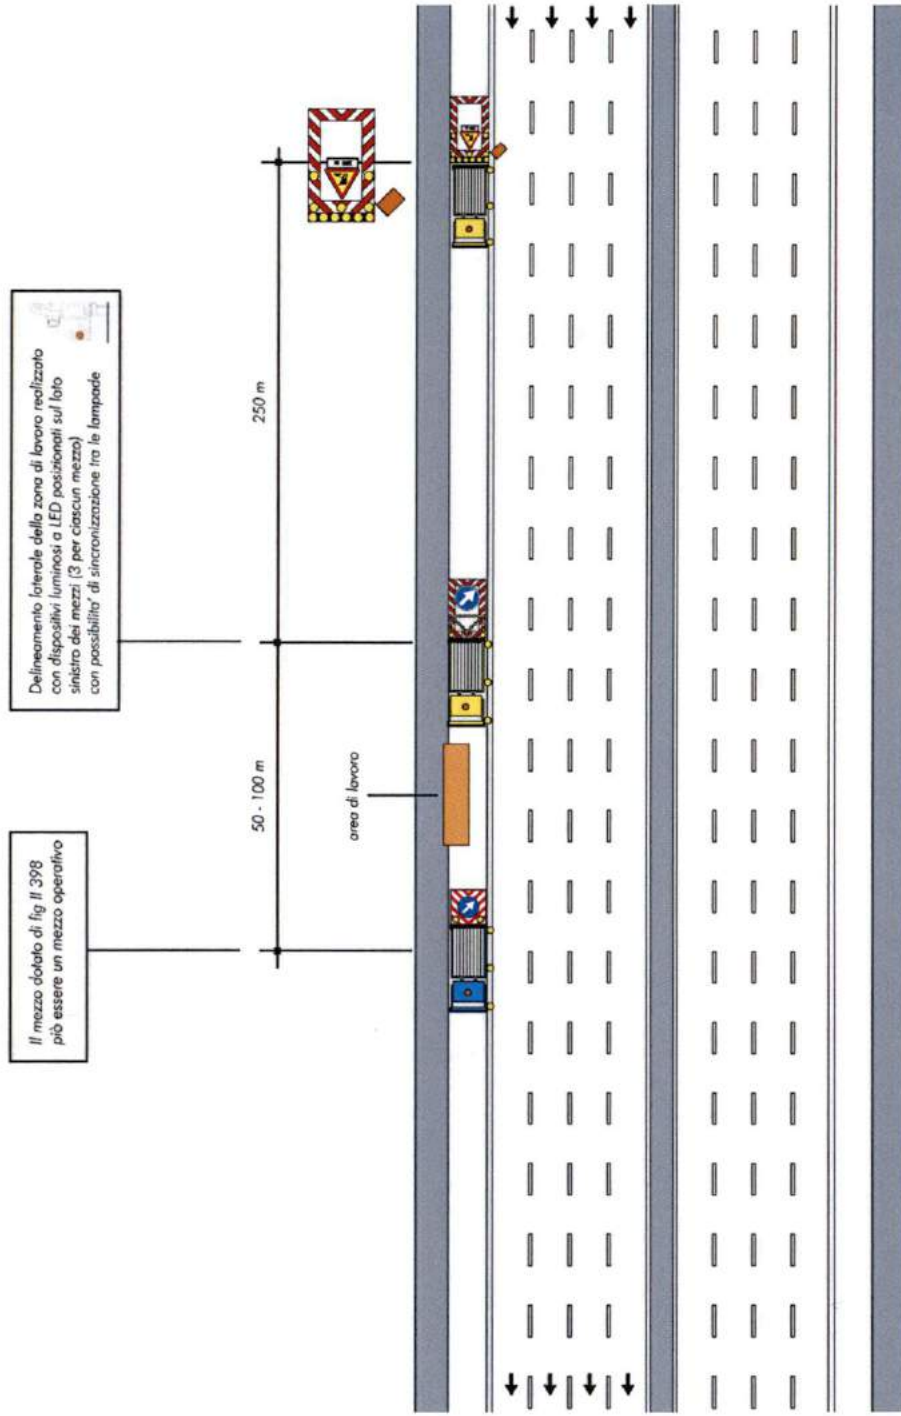 Delineamento laterale della zona di lavoro realizzato
con dispositivi luminosi a LED posizionati sul lato
sinistro dei mezzi (3 per ciascun mezzo)
con possibilita' di sincronizzazione tra le lampade
250 m
50 - 100 m
area di lavoro
Il mezzo dotato di fig II 398
piò essere un mezzo operativo